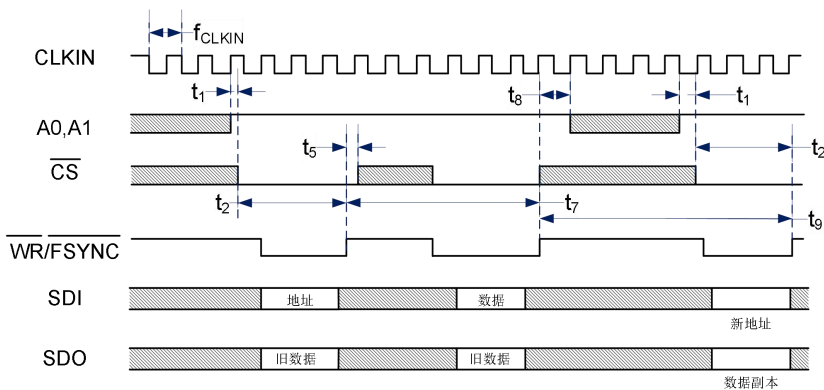 fCLKIN
CLKIN
t1
t8
t1
A0,A1
t5
t2
CS
t2
t7
t9
WR/FSYNC
SDI
地址
数据
新地址
SDO
旧数据
旧数据
数据副本